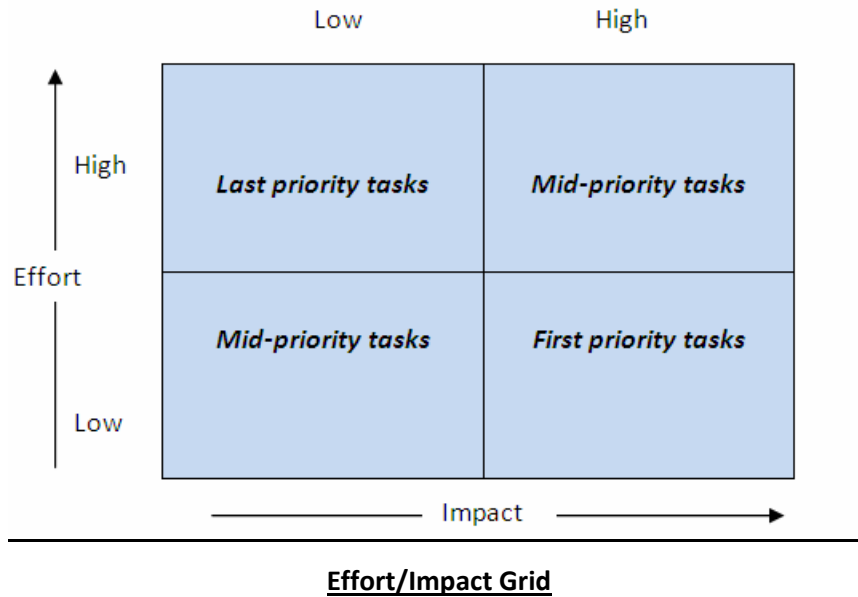 Low High
High
Last priority tasks Mid-priority tasks
Effort
Mid-priority tasks First priority tasks
Low
Impact
Effort/Impact Grid